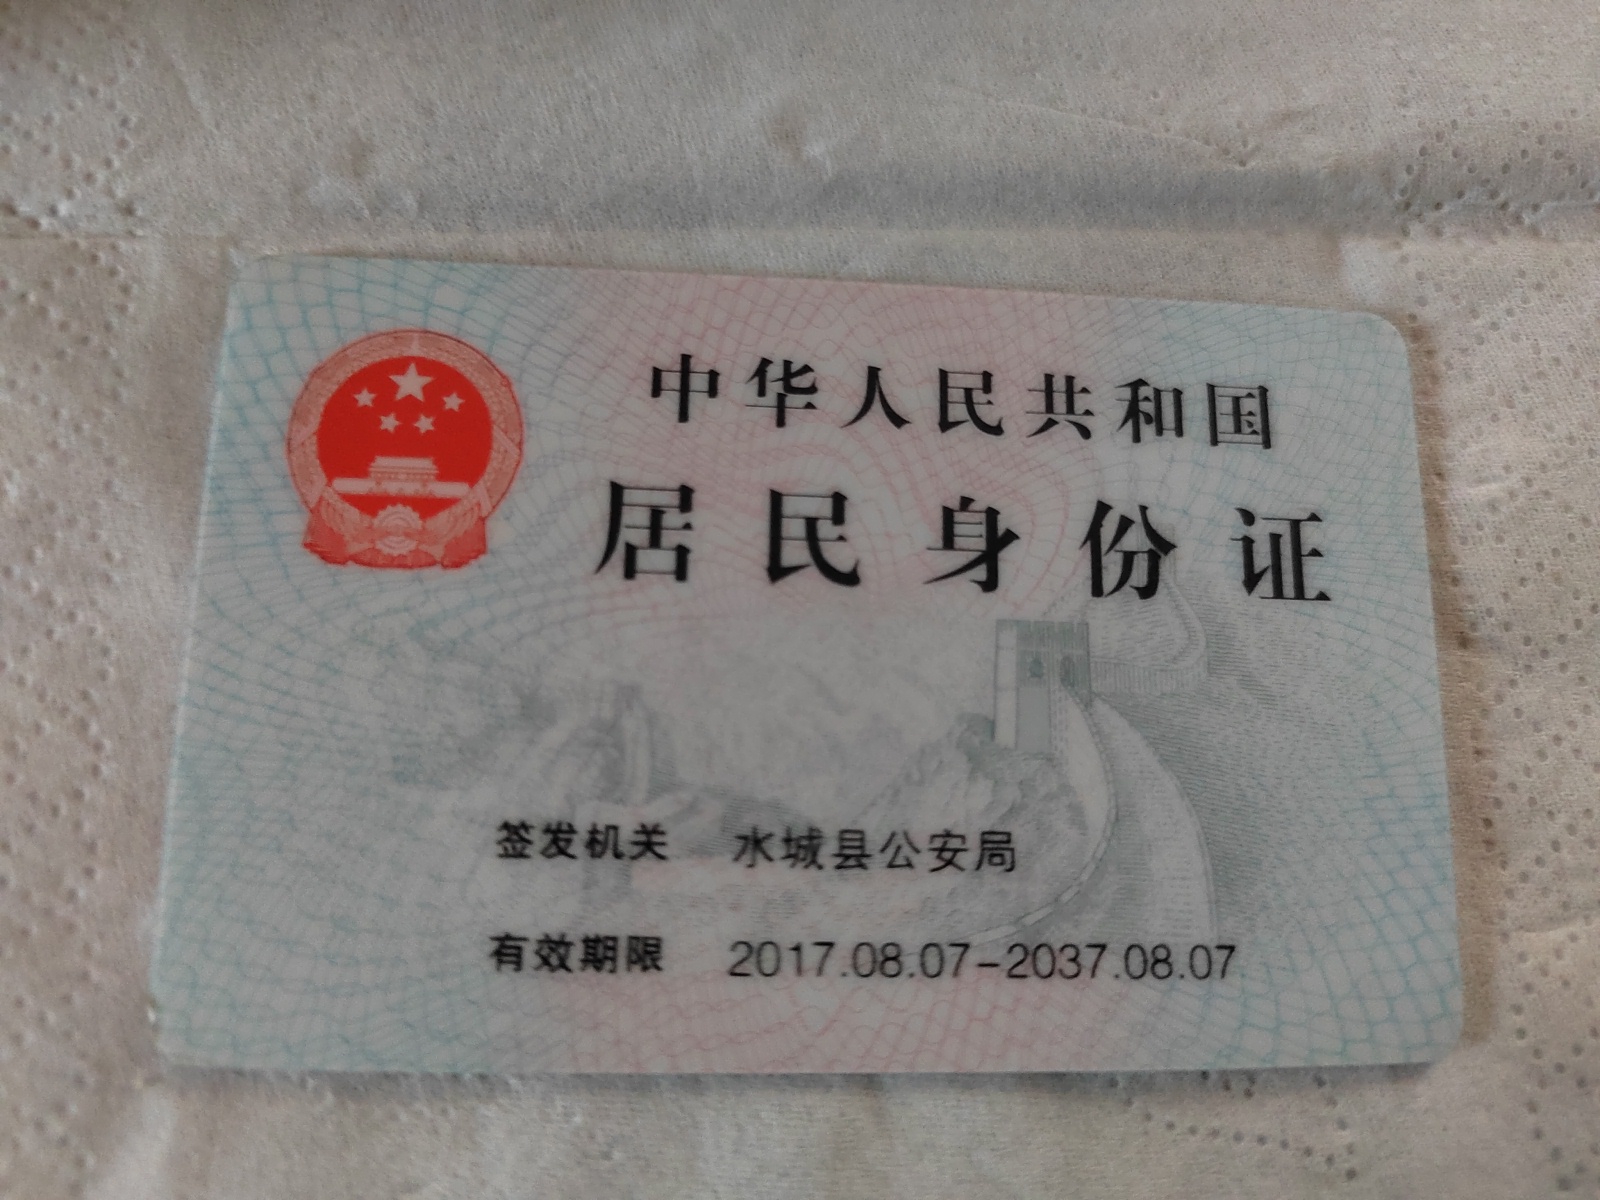 中华人民共和国
居民身份证
签发机关 水城县公安局
有效期限 2017.08.07-2037.08.07